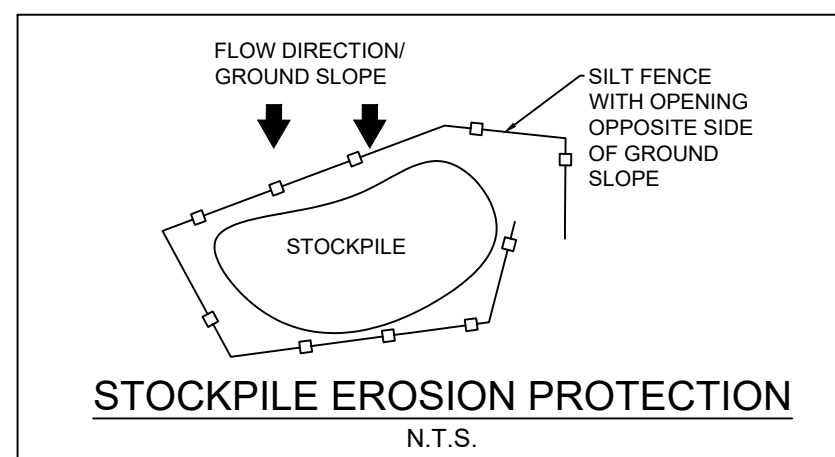 FLOW DIRECTION/
GROUND SLOPE
SILT FENCE
WITH OPENING
OPPOSITE SIDE
OF GROUND
SLOPE
STOCKPILE
STOCKPILE EROSION PROTECTION
N.T.S.